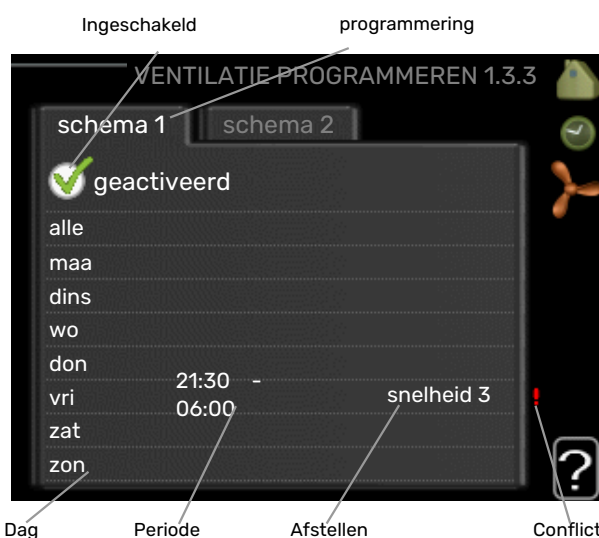 Ingeschakeld programmering
VENTILATIE PROGRAMMEREN 1.3.3
schema 1 schema 2
geactiveerd
alle
maa
dins
wo
don
vri 21:30 - snelheid 3 !
06:00
zat
zon
?
Dag Periode Afstellen Conflict